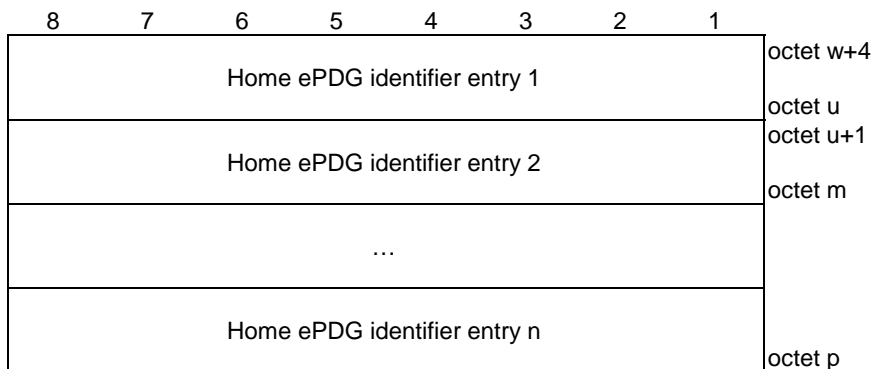 8 7 6 5 4 3 2 1
octet w+4
Home ePDG identifier entry 1
octet u
octet u+1
Home ePDG identifier entry 2
octet m
…
Home ePDG identifier entry n
octet p